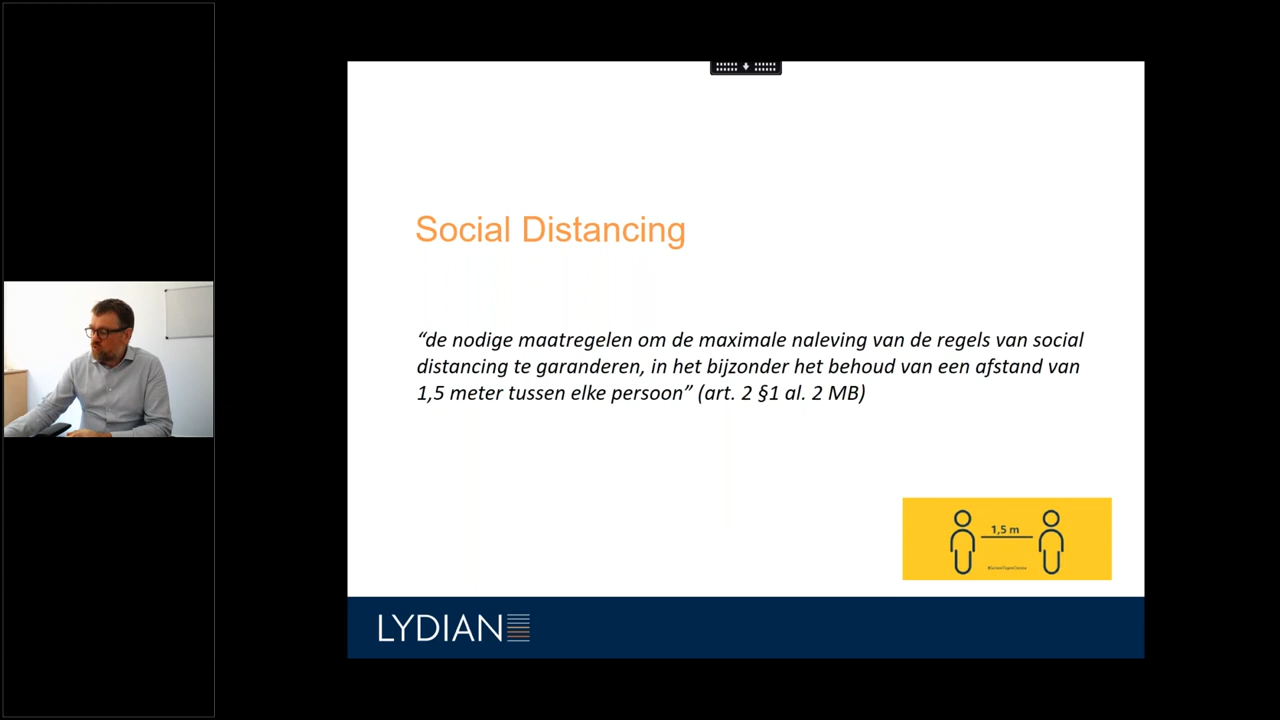 Social Distancing
“de nodige maatregelen om de maximale naleving van de regels van social
distancing te garanderen, in het bijzonder het behoud van een afstand van
1,5 meter tussen elke persoon” (art. 2 §1 al. 2 MB)
1,5 m
LYDIAN